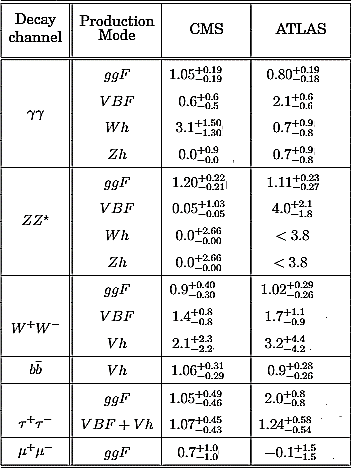 Decay channel | Production Mode | CMS | ATLAS
γγ | ggF | 1.05^{+0.19}_{-0.19} | 0.80^{+0.19}_{-0.18}
VBF | 0.6^{+0.6}_{-0.5} | 2.1^{+0.6}_{-0.6}
Wh | 3.1^{+1.50}_{-1.30} | 0.7^{+0.9}_{-0.8}
Zh | 0.0^{+0.9}_{-0.0} | 0.7^{+0.9}_{-0.8}
ZZ* | ggF | 1.20^{+0.22}_{-0.21} | 1.11^{+0.23}_{-0.27}
VBF | 0.05^{+1.03}_{-0.05} | 4.0^{+2.1}_{-1.8}
Wh | 0.0^{+2.66}_{-0.00} | < 3.8
Zh | 0.0^{+2.66}_{-0.00} | < 3.8
W⁺W⁻ | ggF | 0.9^{+0.40}_{-0.30} | 1.02^{+0.29}_{-0.26}
VBF | 1.4^{+0.8}_{-0.8} | 1.7^{+1.1}_{-0.9}
Vh | 2.1^{+2.3}_{-2.2} | 3.2^{+4.4}_{-4.2}
bb̄ | Vh | 1.06^{+0.31}_{-0.29} | 0.9^{+0.28}_{-0.26}
ggF | 1.05^{+0.49}_{-0.46} | 2.0^{+0.8}_{-0.8}
τ⁺τ⁻ | VBF + Vh | 1.07^{+0.45}_{-0.43} | 1.24^{+0.58}_{-0.54}
μ⁺μ⁻ | ggF | 0.7^{+1.0}_{-1.0} | −0.1^{+1.5}_{-1.5}